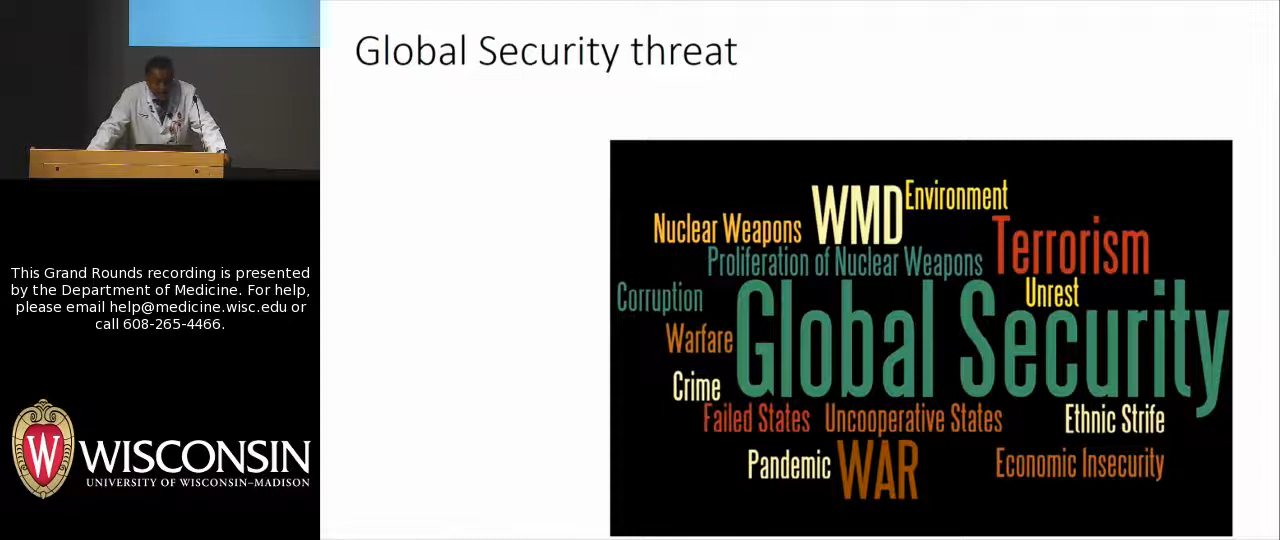 Global Security threat
WMD
Environment
Nuclear Weapons
Terrorism
Proliferation of Nuclear Weapons
Unrest
Corruption
Global Security
Warfare
Crime
Failed States
Uncooperative States
Ethnic Strife
Pandemic
WAR
Economic Insecurity
This Grand Rounds recording is presented
by the Department of Medicine. For help,
please email help@medicine.wisc.edu or
call 608-265-4466.
WISCONSIN
UNIVERSITY OF WISCONSIN–MADISON